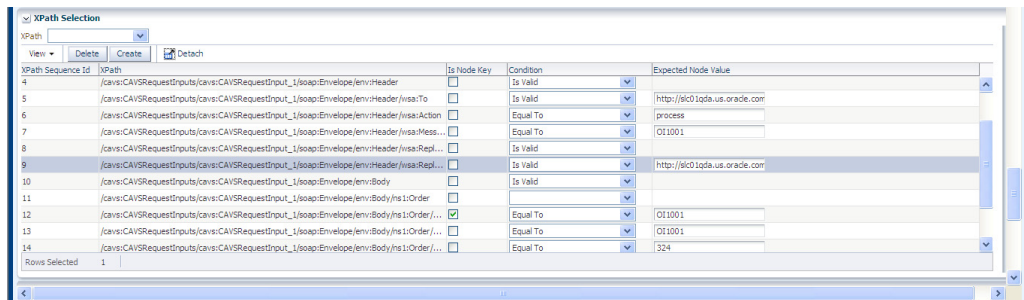 XPath Selection
XPath
View Delete Create Detach
XPath Sequence Id XPath Is Node Key Condition Expected Node Value
4 /cavs:CAVSRequestInputs/cavs:CAVSRequestInput_1/soap:Envelope/env:Header Is Valid
5 /cavs:CAVSRequestInputs/cavs:CAVSRequestInput_1/soap:Envelope/env:Header/wsa:To Is Valid http://slc01qda.us.oracle.com
6 /cavs:CAVSRequestInputs/cavs:CAVSRequestInput_1/soap:Envelope/env:Header/wsa:Action Equal To process
7 /cavs:CAVSRequestInputs/cavs:CAVSRequestInput_1/soap:Envelope/env:Header/wsa:Mess... Equal To OI1001
8 /cavs:CAVSRequestInputs/cavs:CAVSRequestInput_1/soap:Envelope/env:Header/wsa:Repl... Is Valid
9 /cavs:CAVSRequestInputs/cavs:CAVSRequestInput_1/soap:Envelope/env:Header/wsa:Repl... Is Valid http://slc01qda.us.oracle.com
10 /cavs:CAVSRequestInputs/cavs:CAVSRequestInput_1/soap:Envelope/env:Body Is Valid
11 /cavs:CAVSRequestInputs/cavs:CAVSRequestInput_1/soap:Envelope/env:Body/ns1:Order
12 /cavs:CAVSRequestInputs/cavs:CAVSRequestInput_1/soap:Envelope/env:Body/ns1:Order/... Equal To OI1001
13 /cavs:CAVSRequestInputs/cavs:CAVSRequestInput_1/soap:Envelope/env:Body/ns1:Order/... Equal To OI1001
14 /cavs:CAVSRequestInputs/cavs:CAVSRequestInput_1/soap:Envelope/env:Body/ns1:Order/... Equal To 324
Rows Selected 1